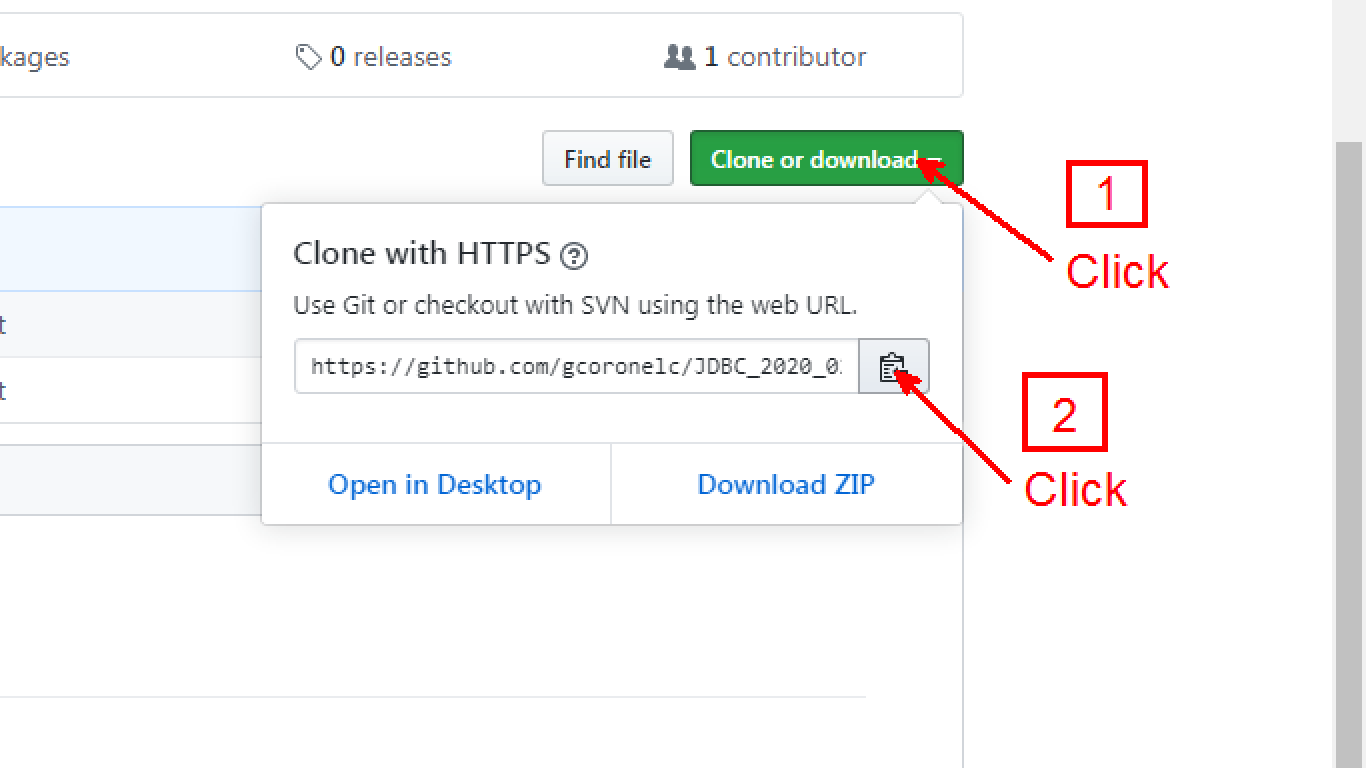 kages
0 releases
1 contributor
Find file
Clone or download
1
Click
Clone with HTTPS
Use Git or checkout with SVN using the web URL.
https://github.com/gcoronelc/JDBC_2020_0
2
Click
t
t
Open in Desktop
Download ZIP